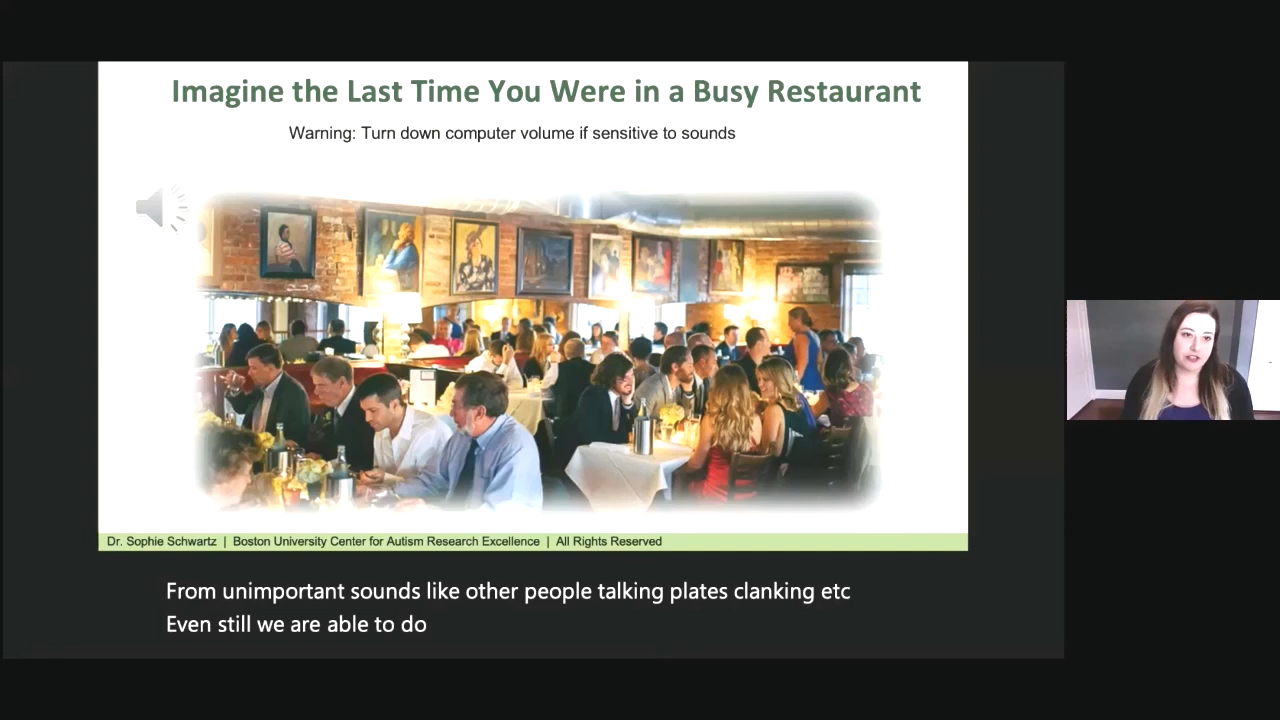 Imagine the Last Time You Were in a Busy Restaurant
Warning: Turn down computer volume if sensitive to sounds
Dr. Sophie Schwartz | Boston University Center for Autism Research Excellence | All Rights Reserved
From unimportant sounds like other people talking plates clanking etc
Even still we are able to do